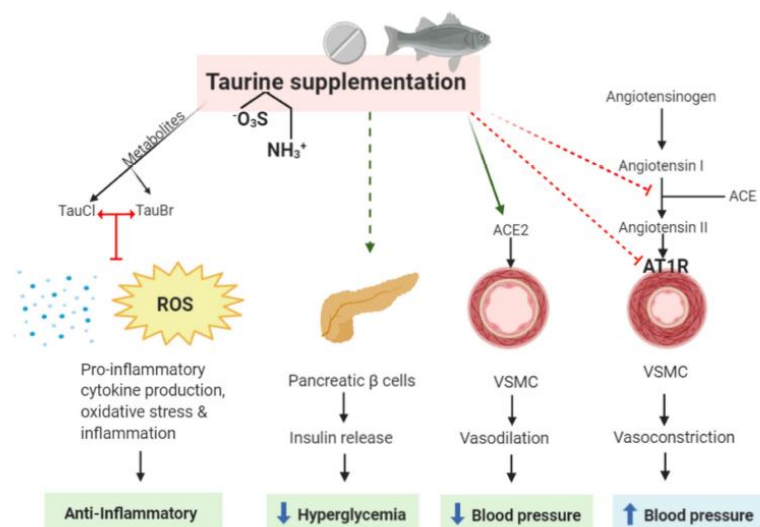 Taurine supplementation
⁻O₃S
NH₃⁺
Metabolites
TauCl
TauBr
ROS
Pro-inflammatory
cytokine production,
oxidative stress &
inflammation
Anti-Inflammatory
Pancreatic β cells
Insulin release
Hyperglycemia
ACE2
VSMC
Vasodilation
Blood pressure
Angiotensinogen
Angiotensin I
ACE
Angiotensin II
AT1R
VSMC
Vasoconstriction
Blood pressure